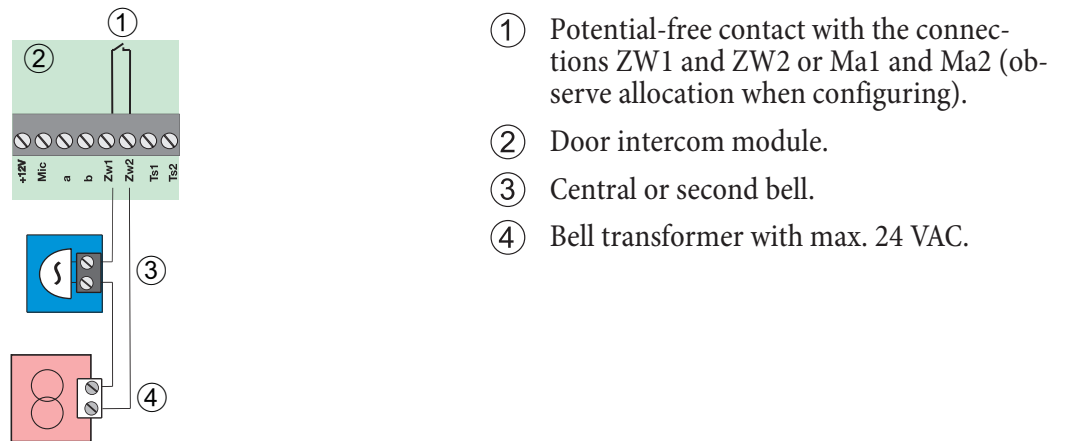 ①
②
+12V
Mic
a
b
Zw1
Zw2
Ts1
Ts2
③
④
① Potential-free contact with the connec-
tions ZW1 and ZW2 or Ma1 and Ma2 (ob-
serve allocation when configuring).
② Door intercom module.
③ Central or second bell.
④ Bell transformer with max. 24 VAC.